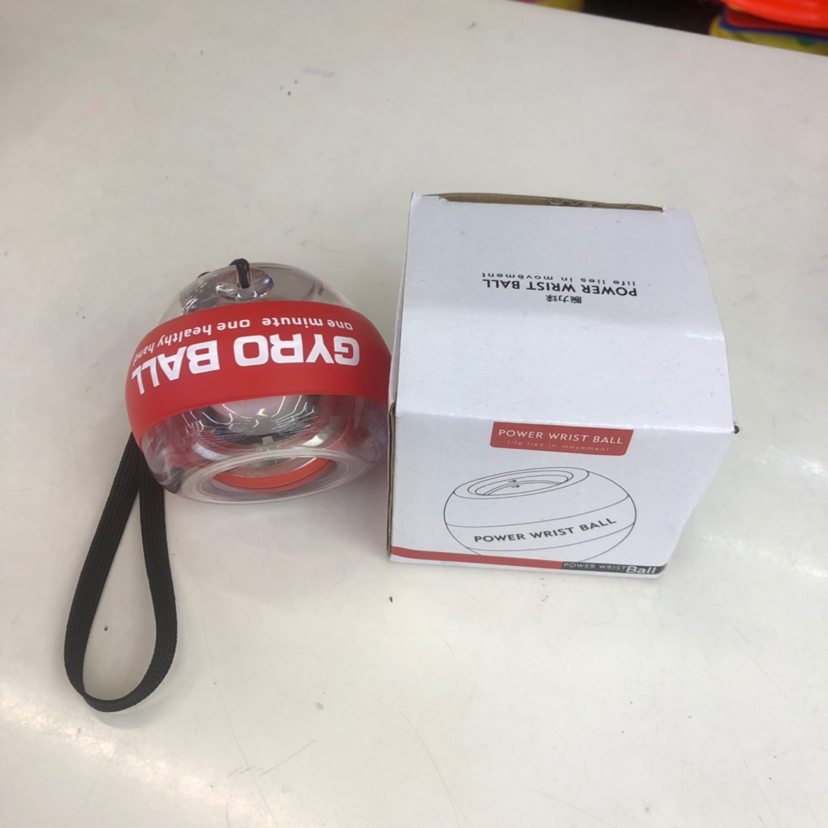 GYRO BALL
one minute one healthy hand
腕力球
POWER WRIST BALL
life lies in movement
POWER WRIST BALL
life lies in movement
POWER WRIST BALL
POWER WRIST Ball